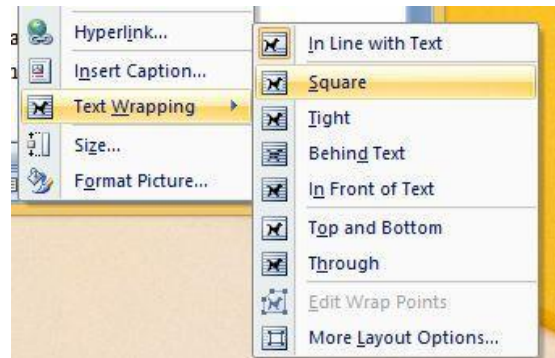 Hyperlink...
Insert Caption...
Text Wrapping
Size...
Format Picture...
In Line with Text
Square
Tight
Behind Text
In Front of Text
Top and Bottom
Through
Edit Wrap Points
More Layout Options...